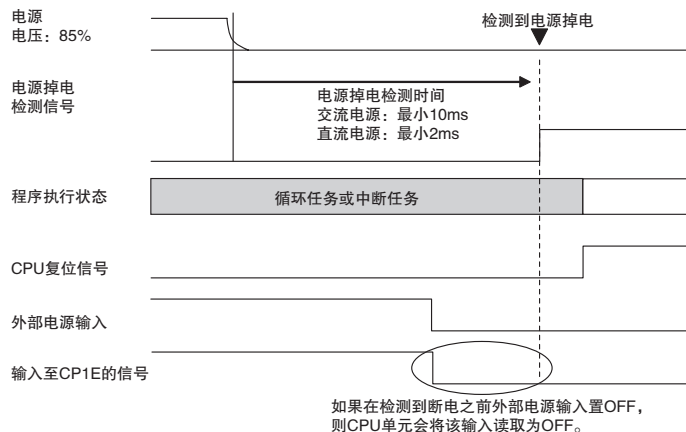 电源
电压：85%
检测到电源掉电
电源掉电
检测信号
电源掉电检测时间
交流电源：最小10ms
直流电源：最小2ms
程序执行状态
循环任务或中断任务
CPU复位信号
外部电源输入
输入至CP1E的信号
如果在检测到断电之前外部电源输入置OFF，
则CPU单元会将该输入读取为OFF。